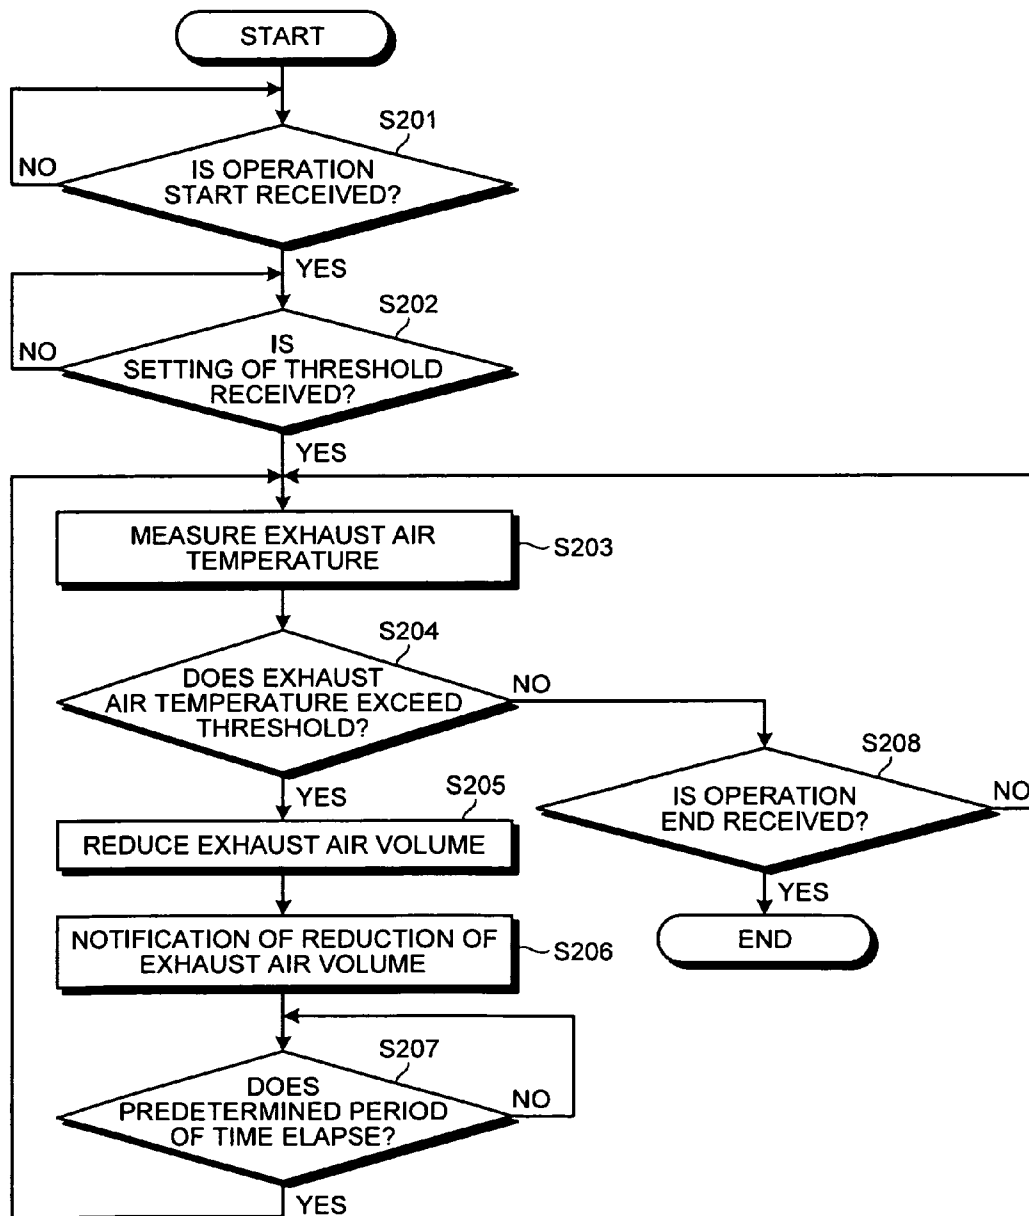 START
S201
IS OPERATION
START RECEIVED?
NO
YES
S202
IS
SETTING OF THRESHOLD
RECEIVED?
NO
YES
MEASURE EXHAUST AIR
TEMPERATURE
S203
S204
DOES EXHAUST
AIR TEMPERATURE EXCEED
THRESHOLD?
NO
YES
S208
IS OPERATION
END RECEIVED?
NO
YES
END
S205
REDUCE EXHAUST AIR VOLUME
NOTIFICATION OF REDUCTION OF
EXHAUST AIR VOLUME
S206
S207
DOES
PREDETERMINED PERIOD
OF TIME ELAPSE?
NO
YES